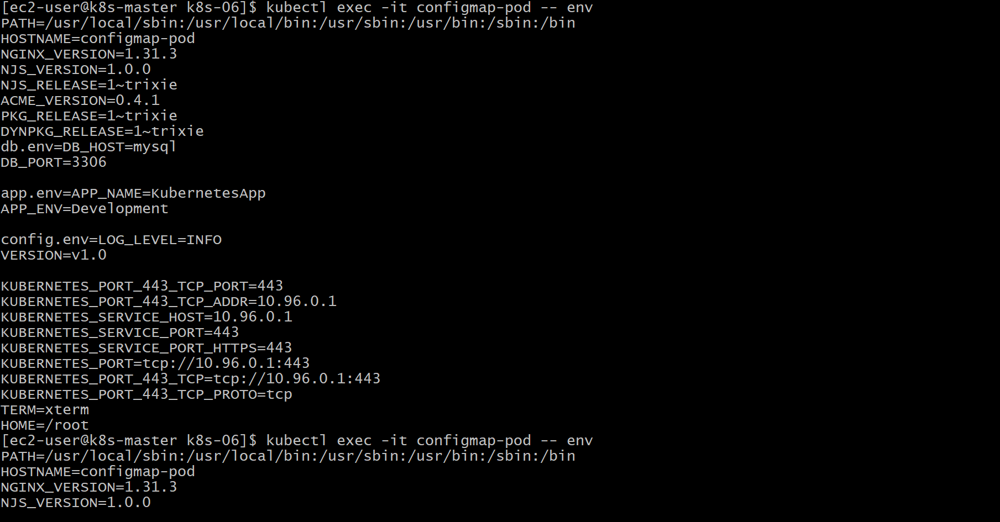 [ec2-user@k8s-master k8s-06]$ kubectl exec -it configmap-pod -- env
PATH=/usr/local/sbin:/usr/local/bin:/usr/sbin:/usr/bin:/sbin:/bin
HOSTNAME=configmap-pod
NGINX_VERSION=1.31.3
NJS_VERSION=1.0.0
NJS_RELEASE=1~trixie
ACME_VERSION=0.4.1
PKG_RELEASE=1~trixie
DYNPKG_RELEASE=1~trixie
db.env=DB_HOST=mysql
DB_PORT=3306

app.env=APP_NAME=KubernetesApp
APP_ENV=Development

config.env=LOG_LEVEL=INFO
VERSION=v1.0

KUBERNETES_PORT_443_TCP_PORT=443
KUBERNETES_PORT_443_TCP_ADDR=10.96.0.1
KUBERNETES_SERVICE_HOST=10.96.0.1
KUBERNETES_SERVICE_PORT=443
KUBERNETES_SERVICE_PORT_HTTPS=443
KUBERNETES_PORT=tcp://10.96.0.1:443
KUBERNETES_PORT_443_TCP=tcp://10.96.0.1:443
KUBERNETES_PORT_443_TCP_PROTO=tcp
TERM=xterm
HOME=/root
[ec2-user@k8s-master k8s-06]$ kubectl exec -it configmap-pod -- env
PATH=/usr/local/sbin:/usr/local/bin:/usr/sbin:/usr/bin:/sbin:/bin
HOSTNAME=configmap-pod
NGINX_VERSION=1.31.3
NJS_VERSION=1.0.0